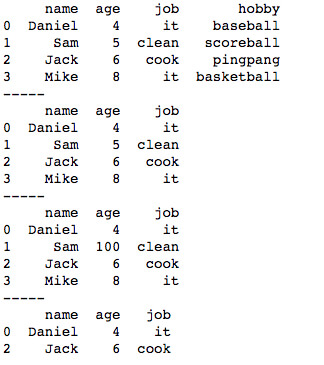 name  age    job       hobby
0  Daniel    4     it    baseball
1     Sam    5  clean   scoreball
2    Jack    6   cook    pingpang
3    Mike    8     it  basketball
-----
     name  age    job
0  Daniel    4     it
1     Sam    5  clean
2    Jack    6   cook
3    Mike    8     it
-----
     name  age    job
0  Daniel    4     it
1     Sam  100  clean
2    Jack    6   cook
3    Mike    8     it
-----
     name  age   job
0  Daniel    4    it
2    Jack    6  cook